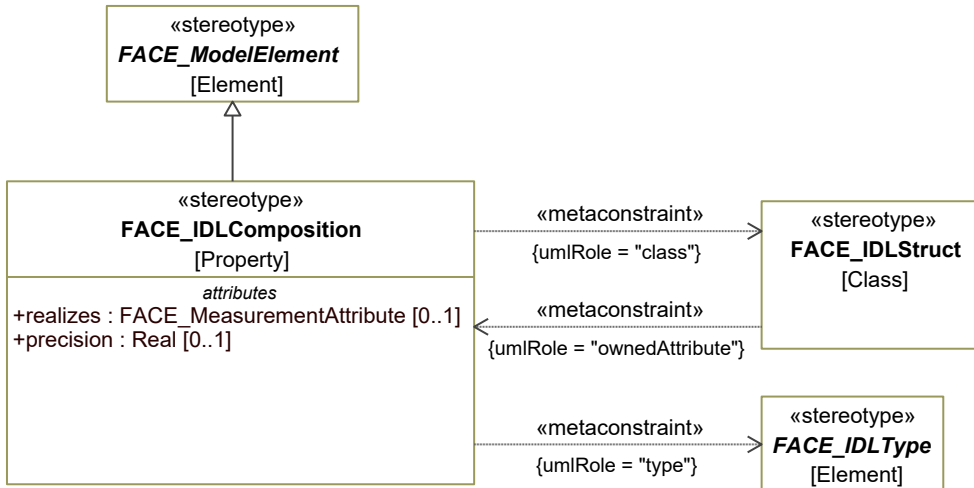 «stereotype»
FACE_ModelElement
[Element]
«stereotype»
FACE_IDLComposition
[Property]
attributes
+realizes : FACE_MeasurementAttribute [0..1]
+precision : Real [0..1]
«metaconstraint»
{umlRole = "class"}
«stereotype»
FACE_IDLStruct
[Class]
«metaconstraint»
{umlRole = "ownedAttribute"}
«metaconstraint»
{umlRole = "type"}
«stereotype»
FACE_IDLType
[Element]